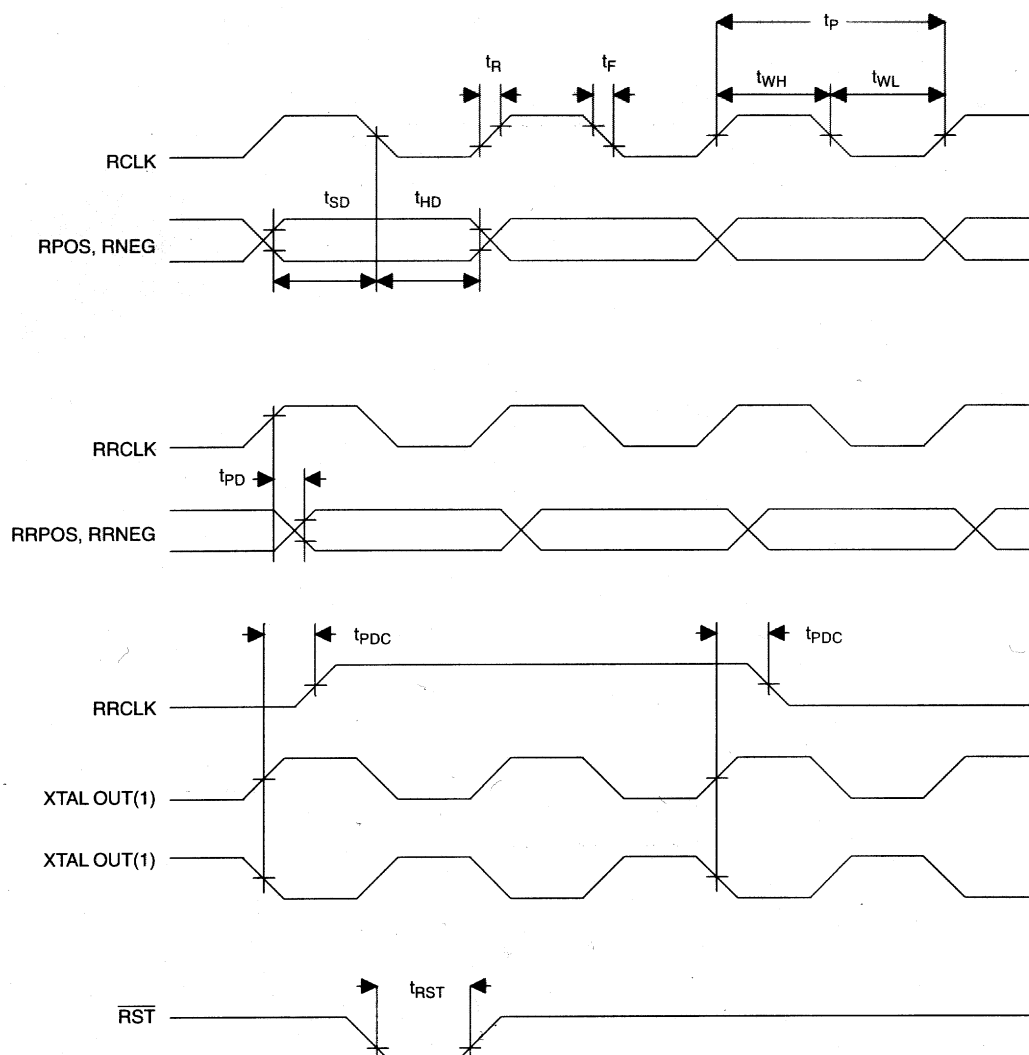 tP
tR tF tWH tWL
RCLK
tSD tHD
RPOS, RNEG
RRCLK
tPD
RRPOS, RRNEG
tPDC tPDC
RRCLK
XTAL OUT(1)
XTAL OUT(1)
tRST
RST